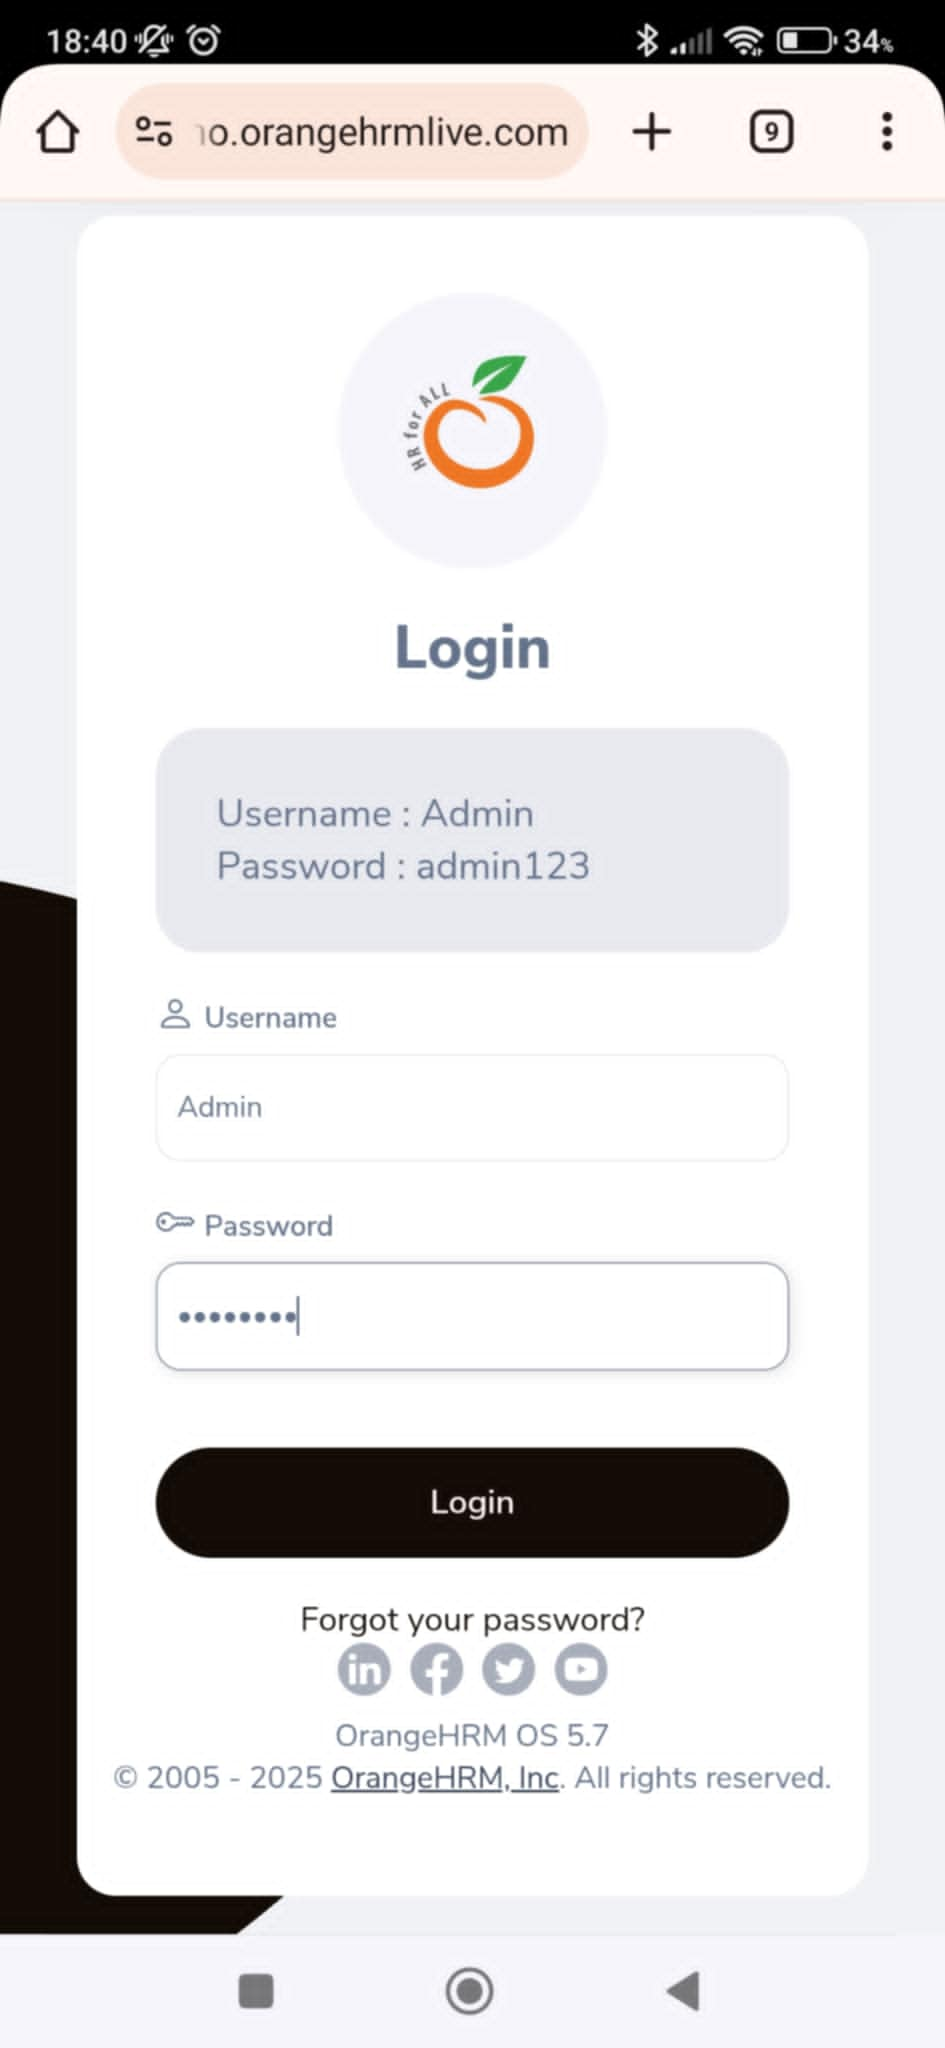 18:40 34%
no.orangehrmlive.com 9
HR for ALL
Login
Username : Admin
Password : admin123
Username
Admin
Password
••••••••
Login
Forgot your password?
OrangeHRM OS 5.7
© 2005 - 2025 OrangeHRM, Inc. All rights reserved.